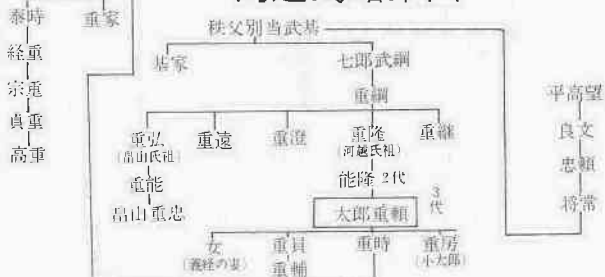 泰時 重家
経重
宗重
貞重
高重
秩父別当武基
基家 七郎武綱
重綱
重弘 重遠 重澄 重隆 重継
(畠山氏祖) (河越氏祖)
重能 能隆 2代
畠山重忠 太郎重頼 3代
女 重員 重時 重房
(義経の妻) 重輔 (小太郎)
平高望
良文
忠頼
将常